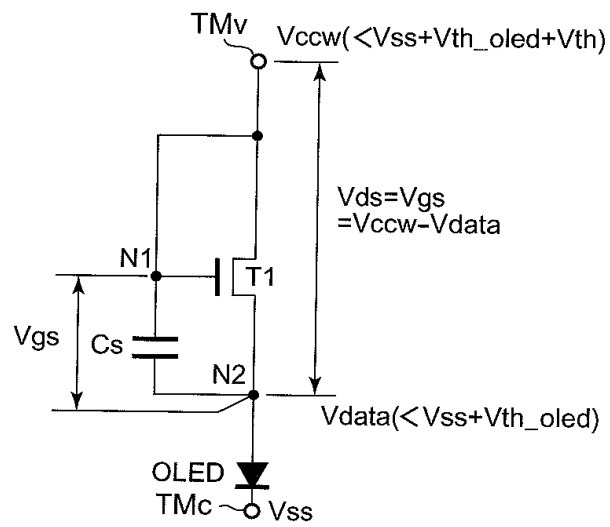 TMv
Vccw(<Vss+Vth_oled+Vth)
Vds=Vgs
=Vccw-Vdata
N1
T1
Vgs
Cs
N2
Vdata(<Vss+Vth_oled)
OLED
TMc
Vss